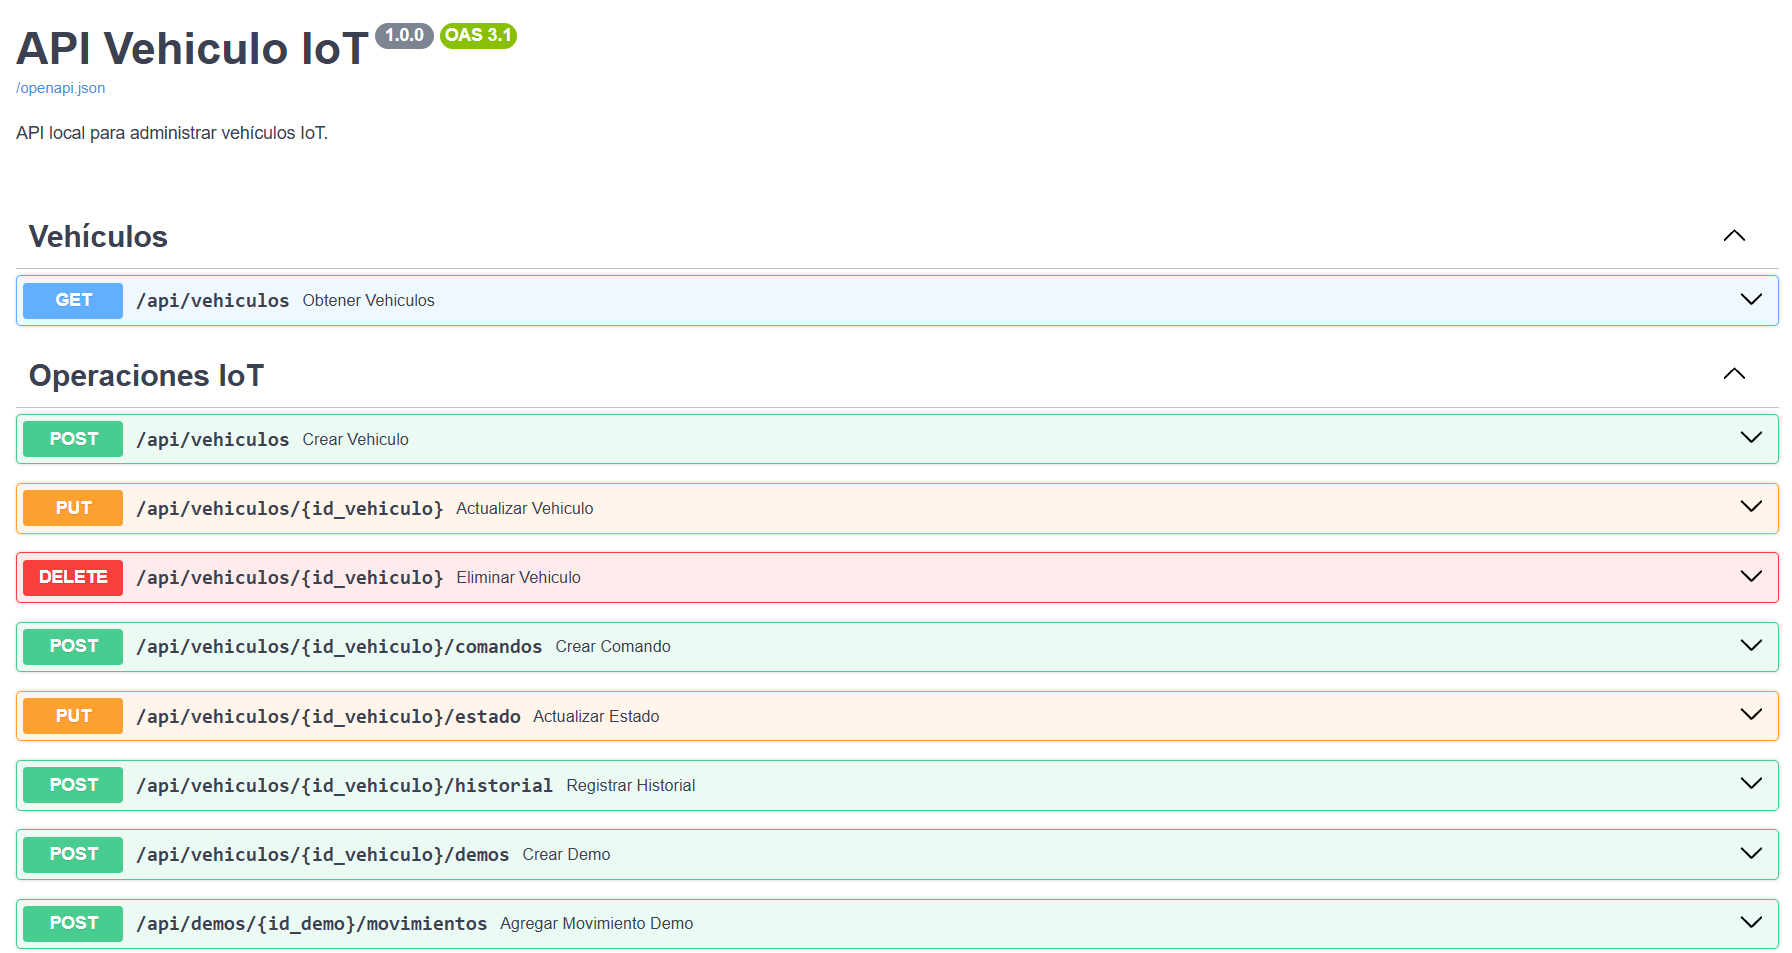 API Vehiculo IoT 1.0.0 OAS 3.1
/openapi.json
API local para administrar vehículos IoT.
Vehículos
GET /api/vehiculos Obtener Vehiculos
Operaciones IoT
POST /api/vehiculos Crear Vehiculo
PUT /api/vehiculos/{id_vehiculo} Actualizar Vehiculo
DELETE /api/vehiculos/{id_vehiculo} Eliminar Vehiculo
POST /api/vehiculos/{id_vehiculo}/comandos Crear Comando
PUT /api/vehiculos/{id_vehiculo}/estado Actualizar Estado
POST /api/vehiculos/{id_vehiculo}/historial Registrar Historial
POST /api/vehiculos/{id_vehiculo}/demos Crear Demo
POST /api/demos/{id_demo}/movimientos Agregar Movimiento Demo